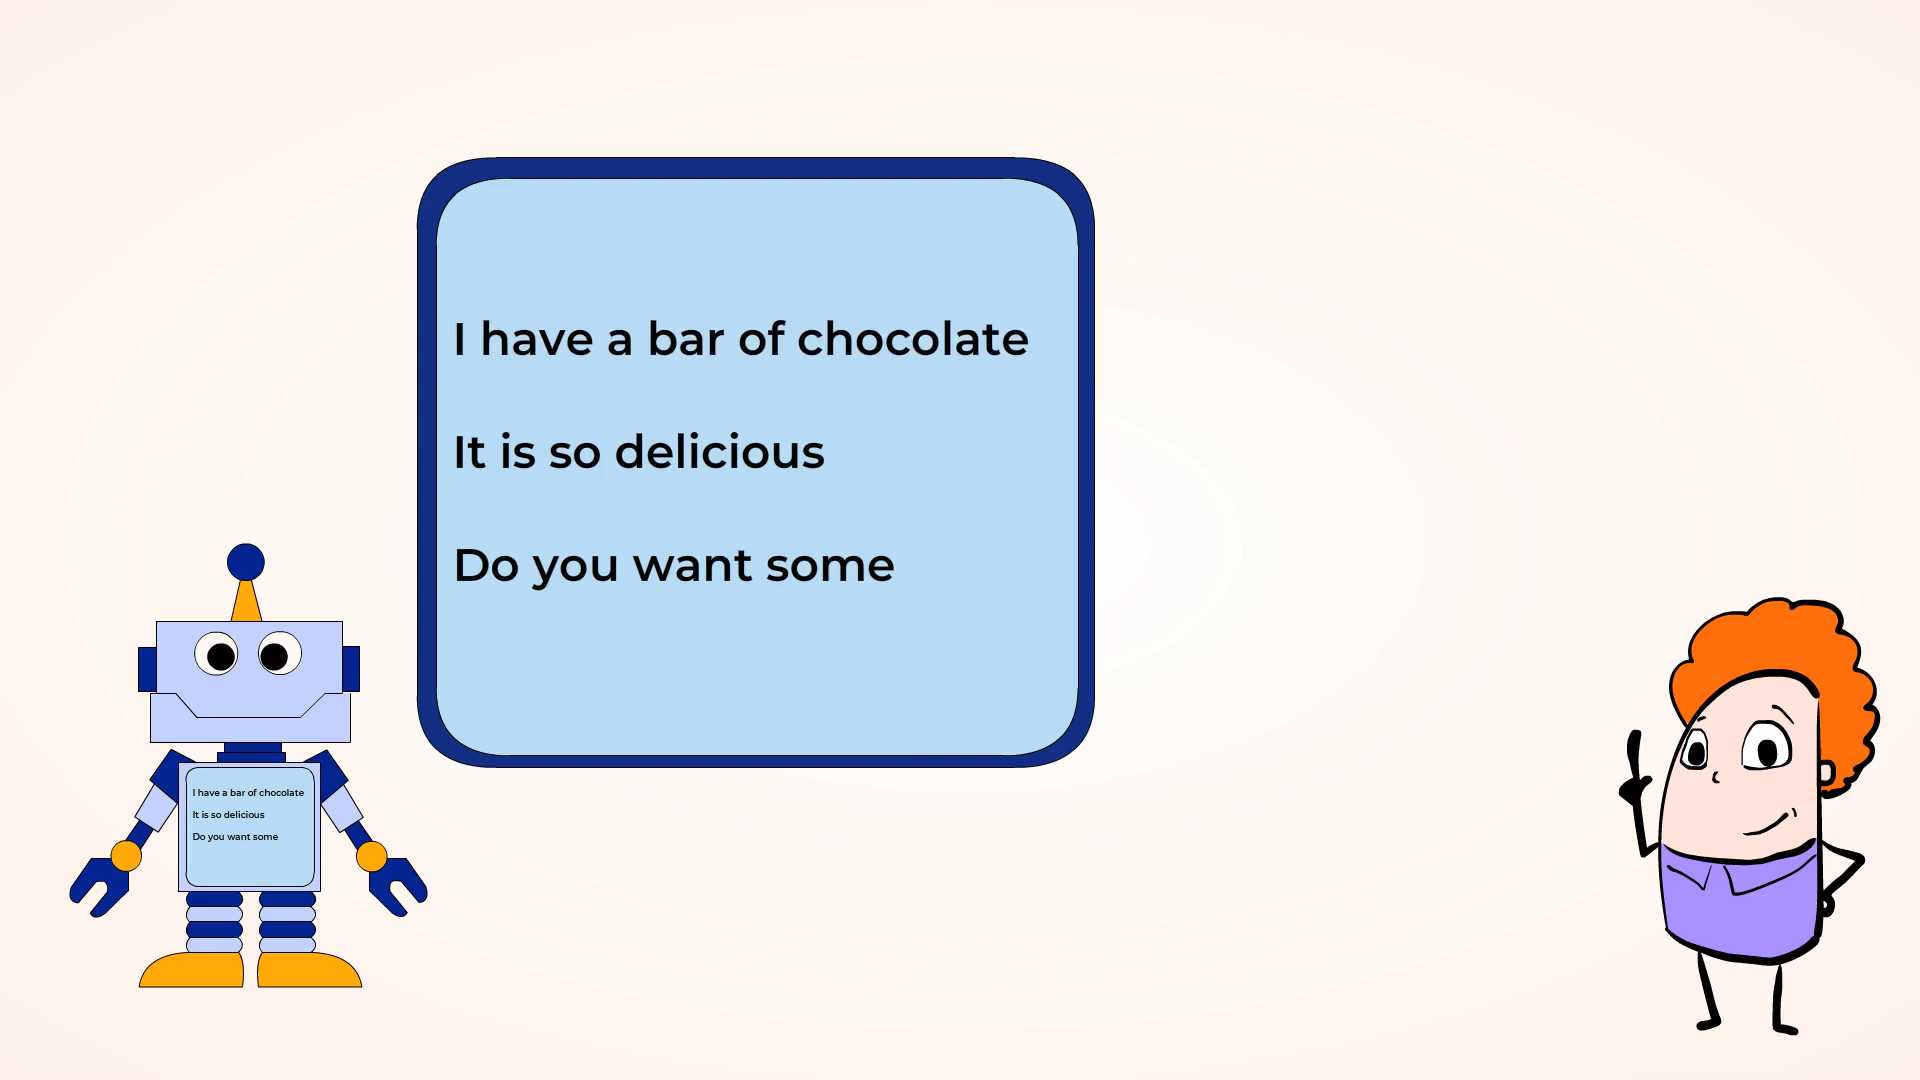 I have a bar of chocolate
It is so delicious
Do you want some
I have a bar of chocolate
It is so delicious
Do you want some